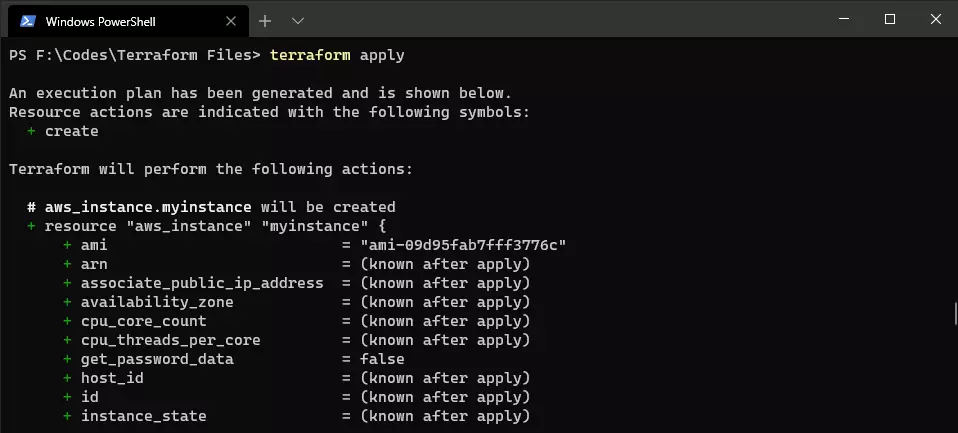 Windows PowerShell
PS F:\Codes\Terraform Files> terraform apply
An execution plan has been generated and is shown below.
Resource actions are indicated with the following symbols:
  + create
Terraform will perform the following actions:
  # aws_instance.myinstance will be created
  + resource "aws_instance" "myinstance" {
      + ami                          = "ami-09d95fab7fff3776c"
      + arn                          = (known after apply)
      + associate_public_ip_address  = (known after apply)
      + availability_zone            = (known after apply)
      + cpu_core_count               = (known after apply)
      + cpu_threads_per_core         = (known after apply)
      + get_password_data            = false
      + host_id                      = (known after apply)
      + id                           = (known after apply)
      + instance_state               = (known after apply)